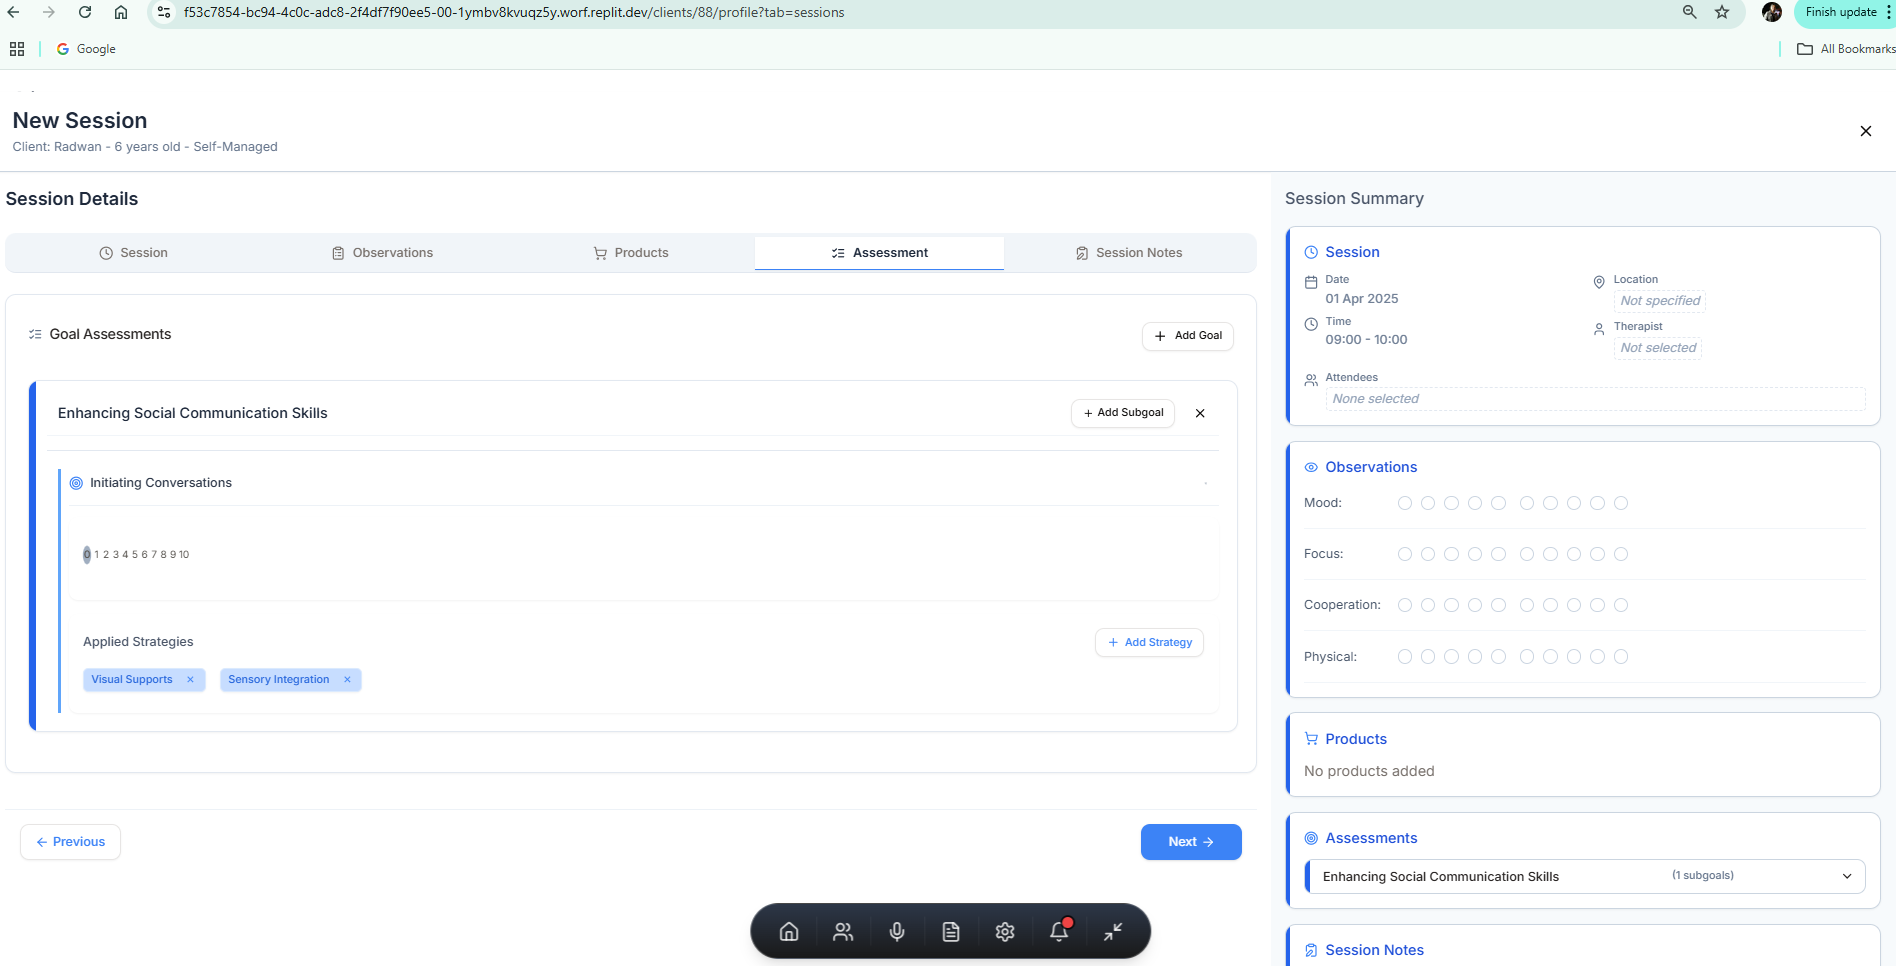 f53c7854-bc94-4c0c-adc8-2f4df7f90ee5-00-1ymbv8kvuqz5y.worf.replit.dev/clients/88/profile?tab=sessions
Finish update
Google
All Bookmarks
New Session
Client: Radwan - 6 years old - Self-Managed
Session Details
Session
Observations
Products
Assessment
Session Notes
Goal Assessments
Add Goal
Enhancing Social Communication Skills
Add Subgoal
Initiating Conversations
0 1 2 3 4 5 6 7 8 9 10
Applied Strategies
Add Strategy
Visual Supports
Sensory Integration
Previous
Next
Session Summary
Session
Date
01 Apr 2025
Location
Not specified
Time
09:00 - 10:00
Therapist
Not selected
Attendees
None selected
Observations
Mood:
Focus:
Cooperation:
Physical:
Products
No products added
Assessments
Enhancing Social Communication Skills
(1 subgoals)
Session Notes